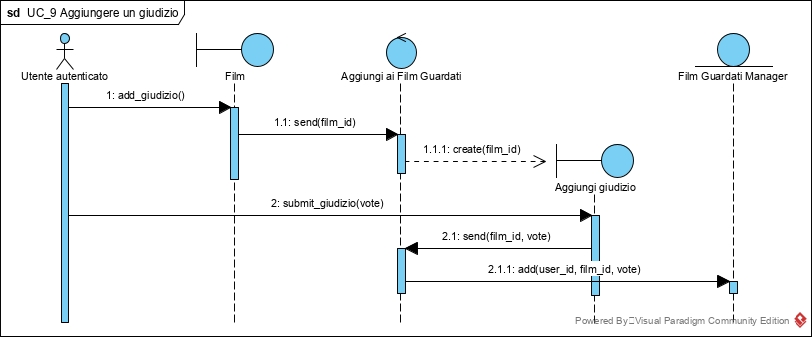 sd UC_9 Aggiungere un giudizio
Utente autenticato
Film
Aggiungi ai Film Guardati
Film Guardati Manager
1: add_giudizio()
1.1: send(film_id)
1.1.1: create(film_id)
Aggiungi giudizio
2: submit_giudizio(vote)
2.1: send(film_id, vote)
2.1.1: add(user_id, film_id, vote)
Powered By Visual Paradigm Community Edition